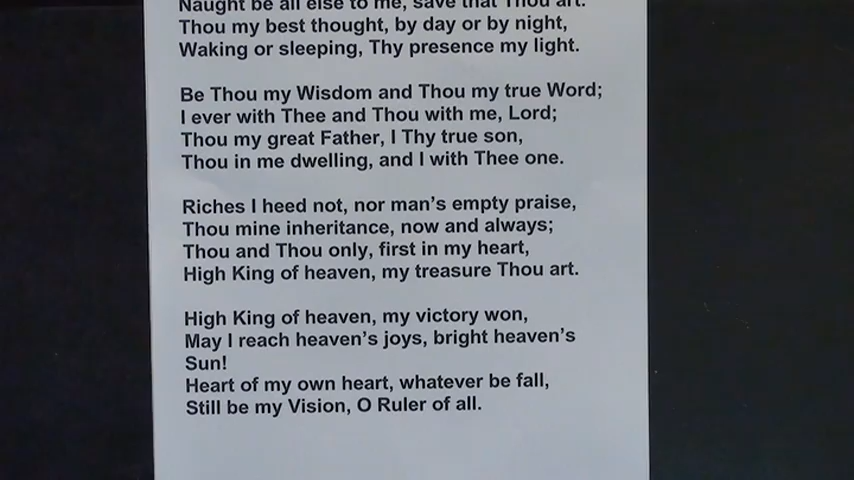 Naught be all else to me, save that Thou art.
Thou my best thought, by day or by night,
Waking or sleeping, Thy presence my light.
Be Thou my Wisdom and Thou my true Word;
I ever with Thee and Thou with me, Lord;
Thou my great Father, I Thy true son,
Thou in me dwelling, and I with Thee one.
Riches I heed not, nor man's empty praise,
Thou mine inheritance, now and always;
Thou and Thou only, first in my heart,
High King of heaven, my treasure Thou art.
High King of heaven, my victory won,
May I reach heaven's joys, bright heaven's
Sun!
Heart of my own heart, whatever be fall,
Still be my Vision, O Ruler of all.